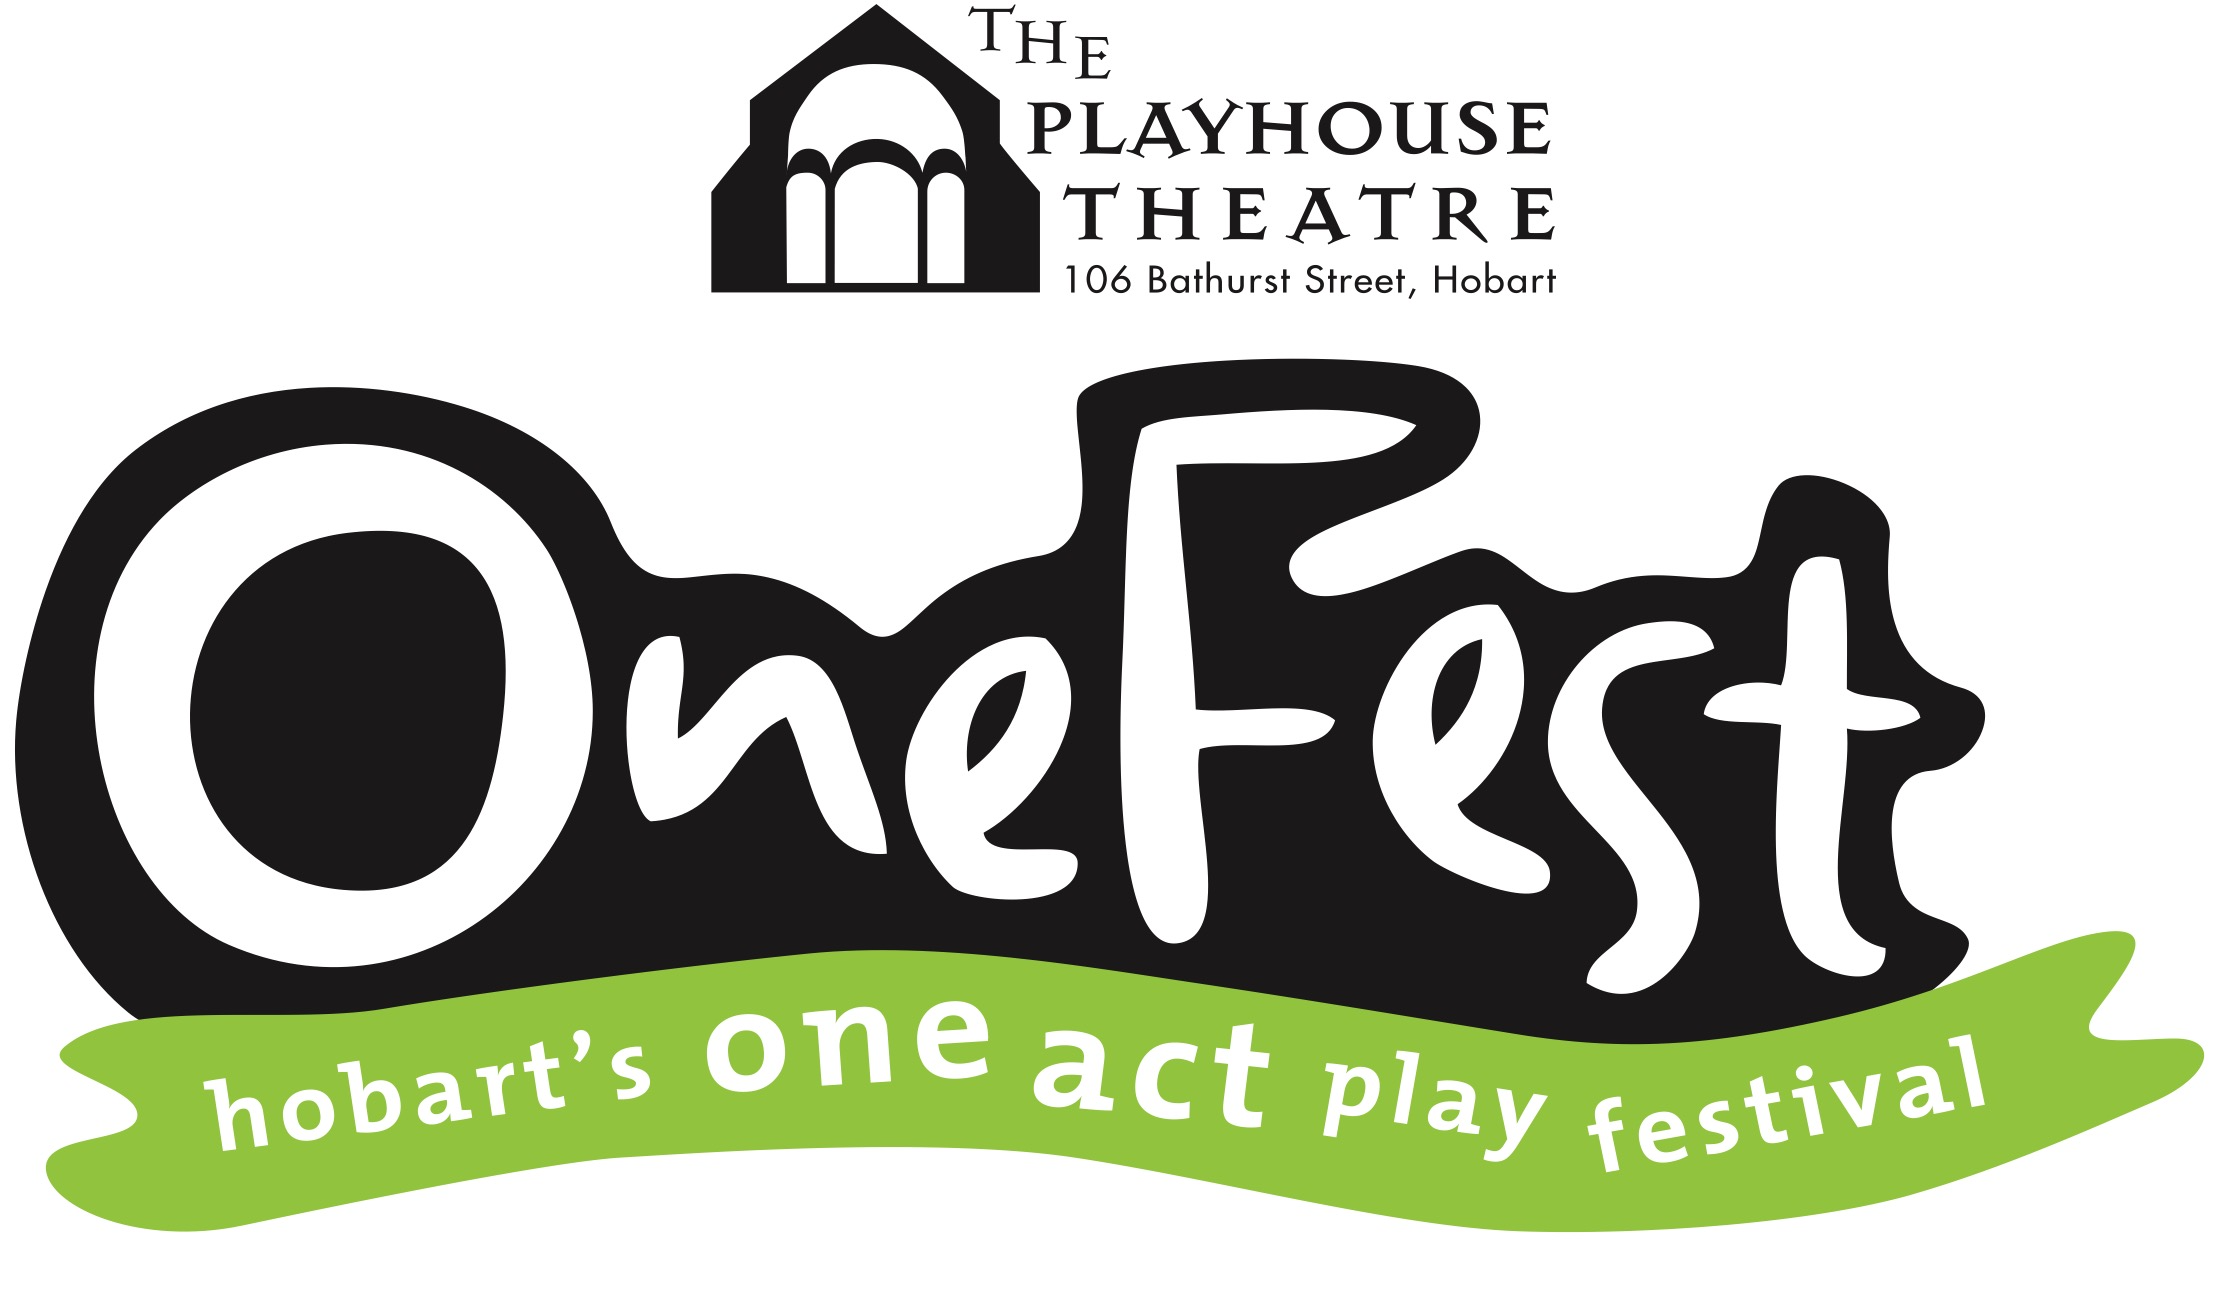 THE
PLAYHOUSE
THEATRE
106 Bathurst Street, Hobart
OneFest
hobart's one act play festival